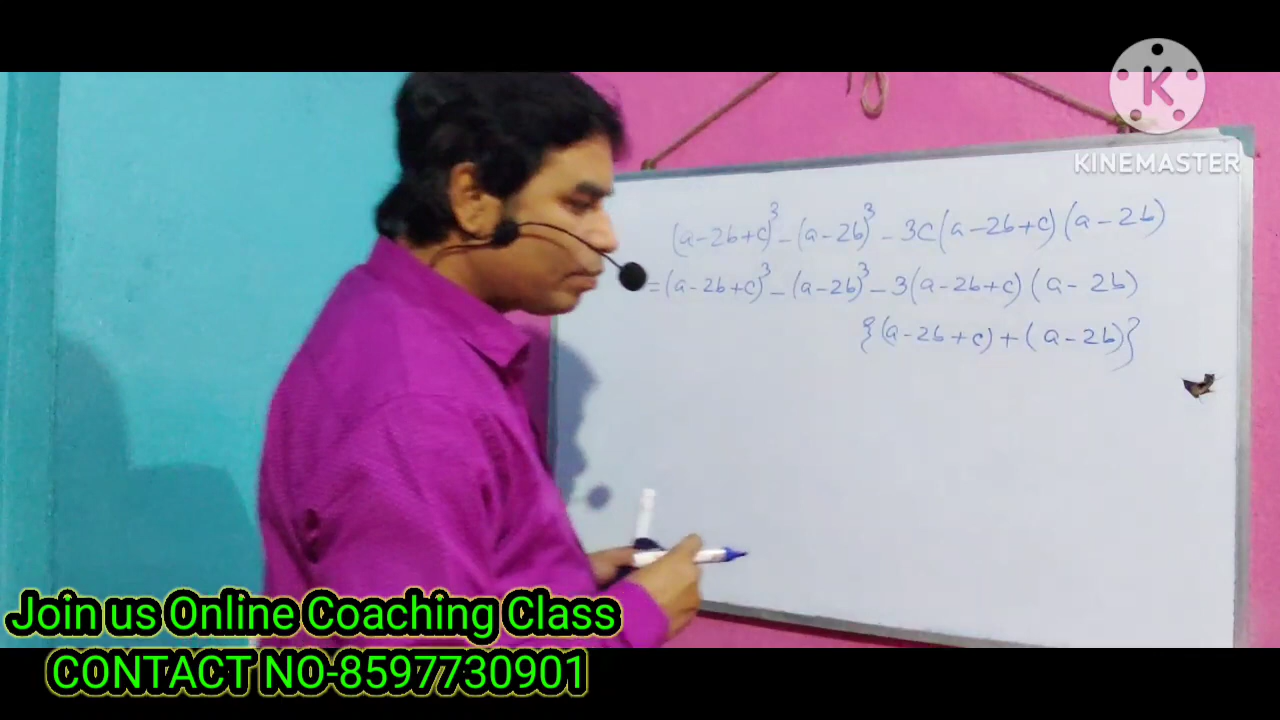 KINEMASTER
(a-2b+c)³-(a-2b)³-3c(a-2b+c)(a-2b)
=(a-2b+c)³-(a-2b)³-3(a-2b+c)(a-2b)
{(a-2b+c)+(a-2b)}
Join us Online Coaching Class
CONTACT NO-8597730901